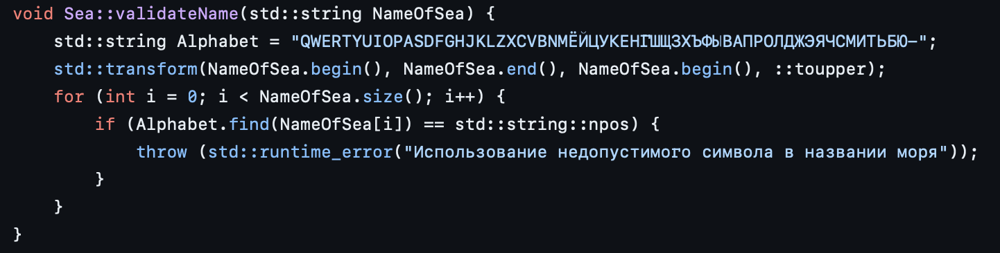 void Sea::validateName(std::string NameOfSea) {
    std::string Alphabet = "QWERTYUIOPASDFGHJKLZXCVBNMЁЙЦУКЕНГШЩЗХЪФЫВАПРОЛДЖЭЯЧСМИТЬБЮ-";
    std::transform(NameOfSea.begin(), NameOfSea.end(), NameOfSea.begin(), ::toupper);
    for (int i = 0; i < NameOfSea.size(); i++) {
        if (Alphabet.find(NameOfSea[i]) == std::string::npos) {
            throw (std::runtime_error("Использование недопустимого символа в названии моря"));
        }
    }
}